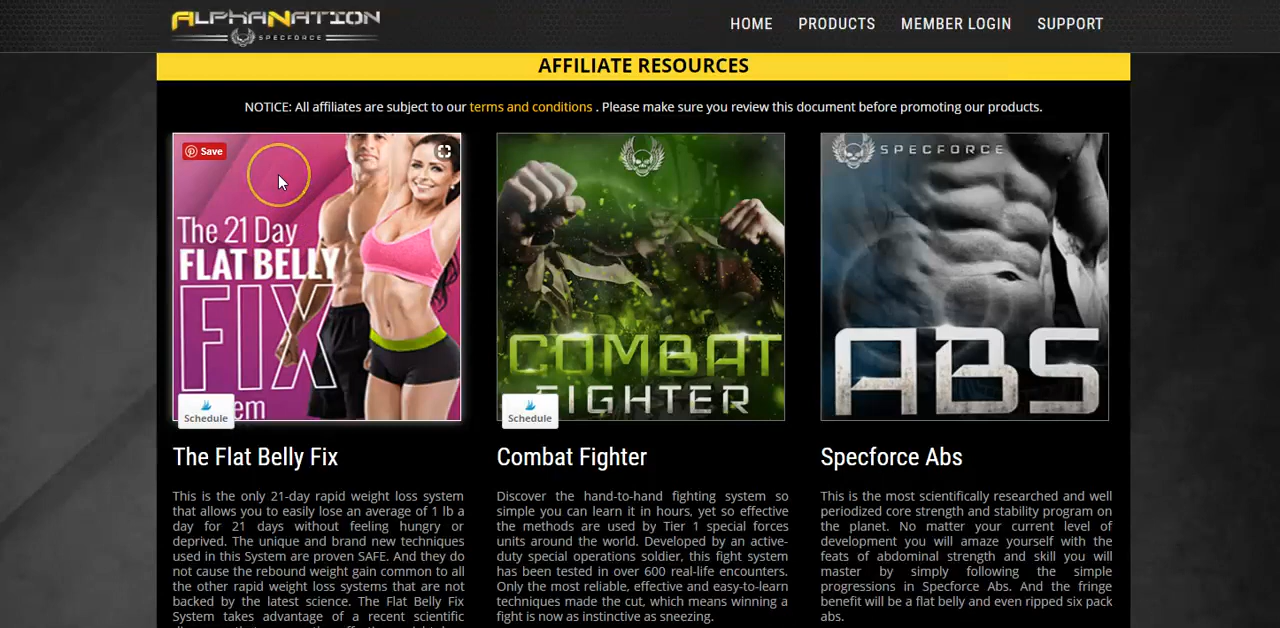 ALPHANATION
SPECFORCE
HOME
PRODUCTS
MEMBER LOGIN
SUPPORT
AFFILIATE RESOURCES
NOTICE: All affiliates are subject to our terms and conditions . Please make sure you review this document before promoting our products.
Save
The 21 Day
FLAT BELLY
FIX
em
Schedule
The Flat Belly Fix
This is the only 21-day rapid weight loss system
that allows you to easily lose an average of 1 lb a
day for 21 days without feeling hungry or
deprived. The unique and brand new techniques
used in this System are proven SAFE. And they do
not cause the rebound weight gain common to all
the other rapid weight loss systems that are not
backed by the latest science. The Flat Belly Fix
System takes advantage of a recent scientific
COMBAT
FIGHTER
Schedule
Combat Fighter
Discover the hand-to-hand fighting system so
simple you can learn it in hours, yet so effective
the methods are used by Tier 1 special forces
units around the world. Developed by an active-
duty special operations soldier, this fight system
has been tested in over 600 real-life encounters.
Only the most reliable, effective and easy-to-learn
techniques made the cut, which means winning a
fight is now as instinctive as sneezing.
SPECFORCE
ABS
Specforce Abs
This is the most scientifically researched and well
periodized core strength and stability program on
the planet. No matter your current level of
development you will amaze yourself with the
feats of abdominal strength and skill you will
master by simply following the simple
progressions in Specforce Abs. And the fringe
benefit will be a flat belly and even ripped six pack
abs.